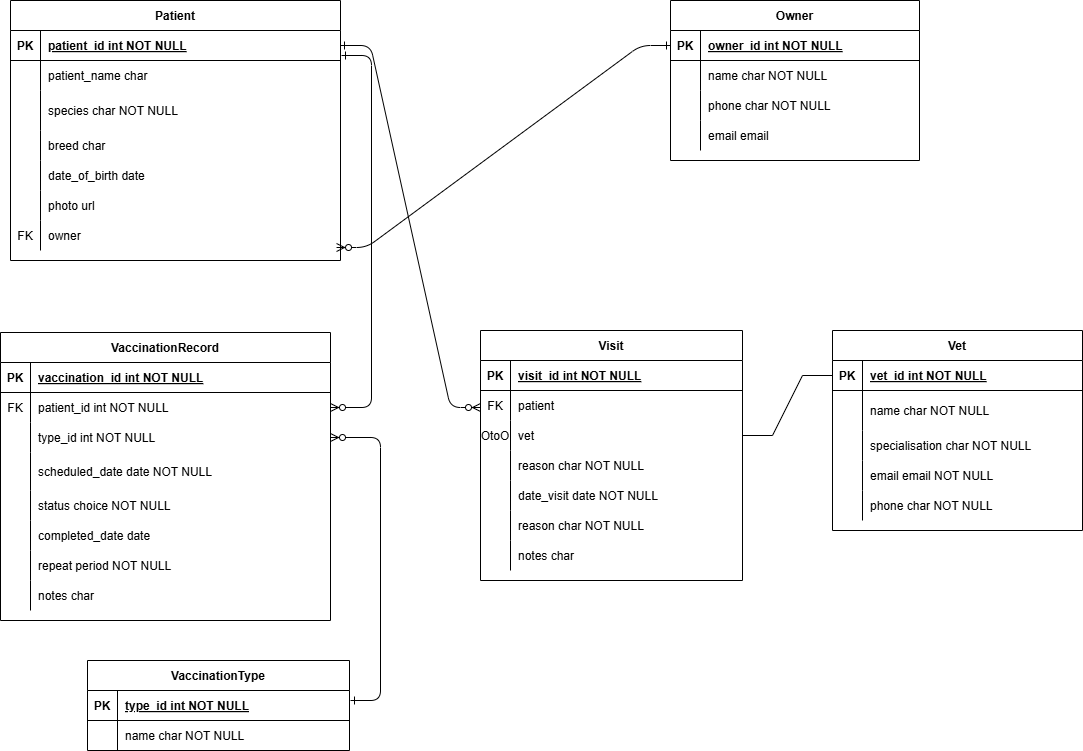 Patient
PK patient_id int NOT NULL
patient_name char
species char NOT NULL
breed char
date_of_birth date
photo url
FK owner
Owner
PK owner_id int NOT NULL
name char NOT NULL
phone char NOT NULL
email email
VaccinationRecord
PK vaccination_id int NOT NULL
FK patient_id int NOT NULL
type_id int NOT NULL
scheduled_date date NOT NULL
status choice NOT NULL
completed_date date
repeat period NOT NULL
notes char
Visit
PK visit_id int NOT NULL
FK patient
OtoO vet
reason char NOT NULL
date_visit date NOT NULL
reason char NOT NULL
notes char
Vet
PK vet_id int NOT NULL
name char NOT NULL
specialisation char NOT NULL
email email NOT NULL
phone char NOT NULL
VaccinationType
PK type_id int NOT NULL
name char NOT NULL